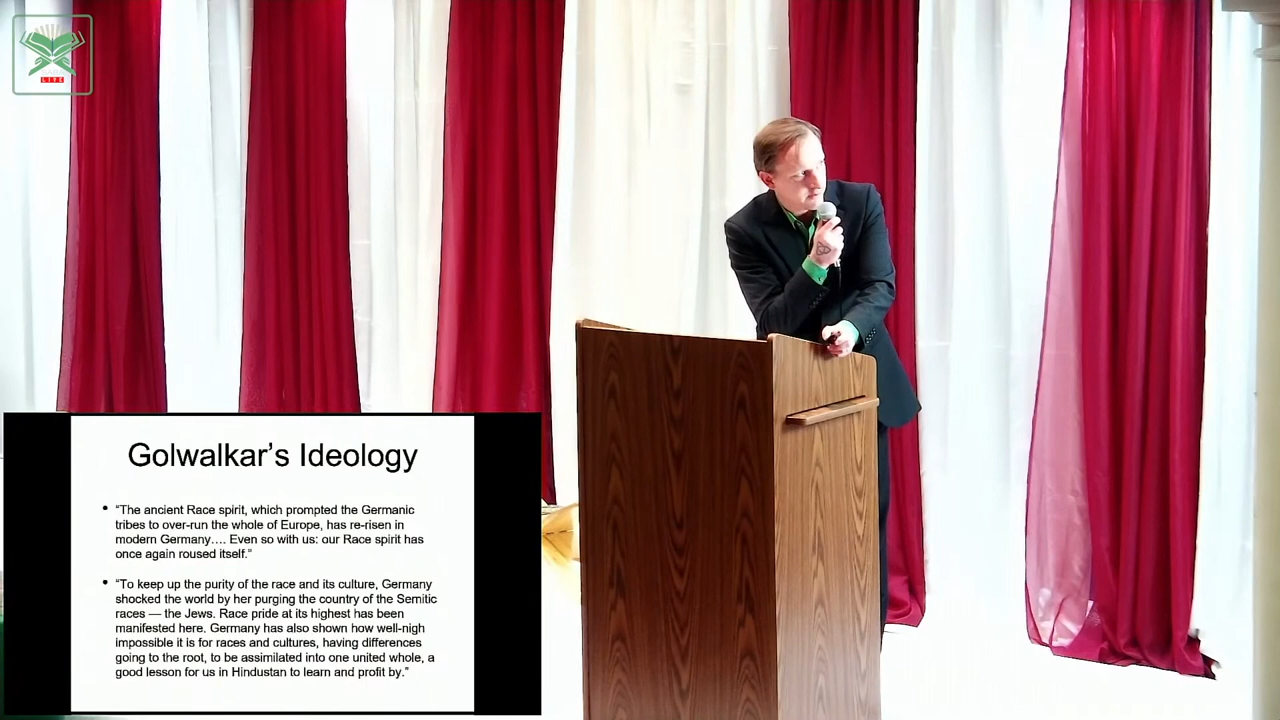 LIVE
Golwalkar's Ideology
• “The ancient Race spirit, which prompted the Germanic
tribes to over-run the whole of Europe, has re-risen in
modern Germany…. Even so with us: our Race spirit has
once again roused itself.”
• “To keep up the purity of the race and its culture, Germany
shocked the world by her purging the country of the Semitic
races — the Jews. Race pride at its highest has been
manifested here. Germany has also shown how well-nigh
impossible it is for races and cultures, having differences
going to the root, to be assimilated into one united whole, a
good lesson for us in Hindustan to learn and profit by.”